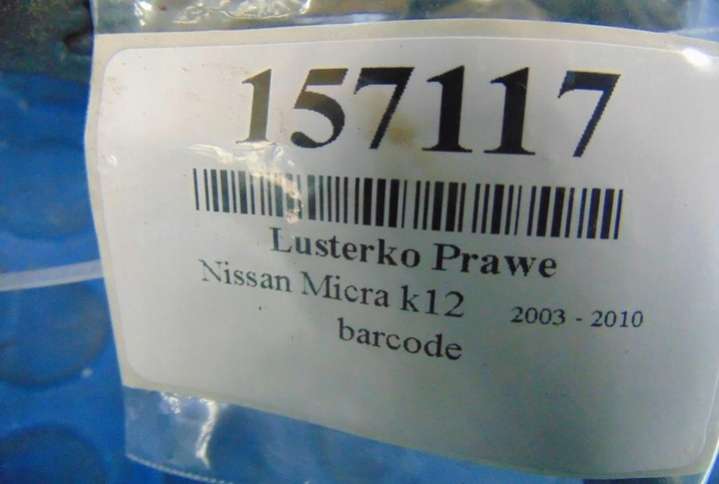 157117
Lusterko Prawe
Nissan Micra k12 2003 - 2010
barcode